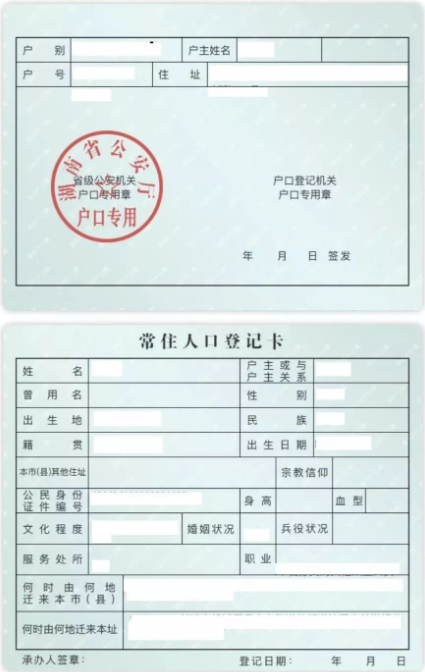 户 别 户主姓名
户 号 住 址
湖南省公安厅
省级公安机关 户口登记机关
户口专用章 户口专用章
户口专用
年 月 日 签发
常住人口登记卡
姓 名 户主或与
户主关系
曾 用 名 性 别
出 生 地 民 族
籍 贯 出生日期
本市(县)其他住址 宗教信仰
公民身份
证件编号 身高 血型
文化程度 婚姻状况 兵役状况
服务处所 职业
何时由何地
迁来本市(县)
何时由何地迁来本址
承办人签章: 登记日期: 年 月 日